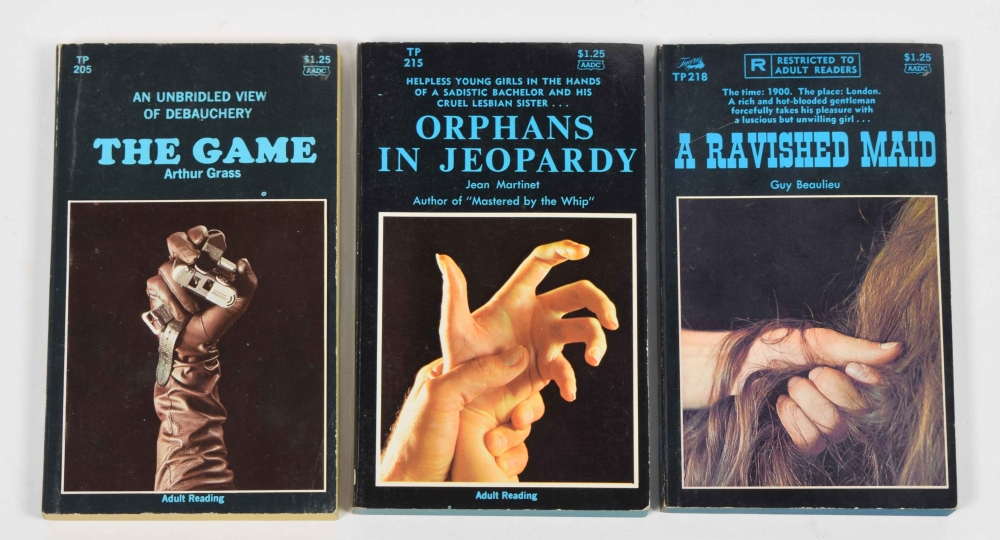 TP
205
$1.25
AADC
AN UNBRIDLED VIEW
OF DEBAUCHERY
THE GAME
Arthur Grass
Adult Reading
TP
215
$1.25
AADC
HELPLESS YOUNG GIRLS IN THE HANDS
OF A SADISTIC BACHELOR AND HIS
CRUEL LESBIAN SISTER . . .
ORPHANS
IN JEOPARDY
Jean Martinet
Author of "Mastered by the Whip"
Adult Reading
TP218
R
RESTRICTED TO
ADULT READERS
$1.25
AADC
The time: 1900. The place: London.
A rich and hot-blooded gentleman
forcefully takes his pleasure with
a luscious but unwilling girl . . .
A RAVISHED MAID
Guy Beaulieu